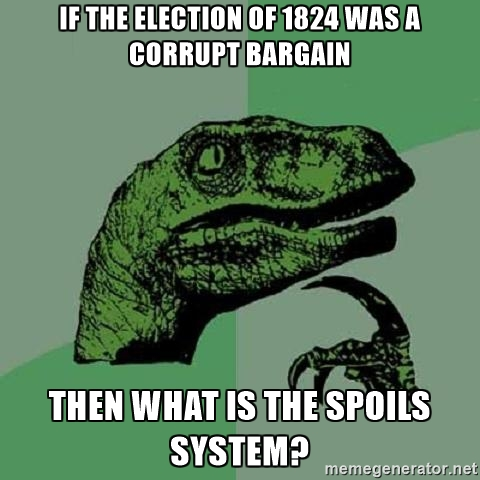 IF THE ELECTION OF 1824 WAS A
CORRUPT BARGAIN
THEN WHAT IS THE SPOILS
SYSTEM?
memegenerator.net